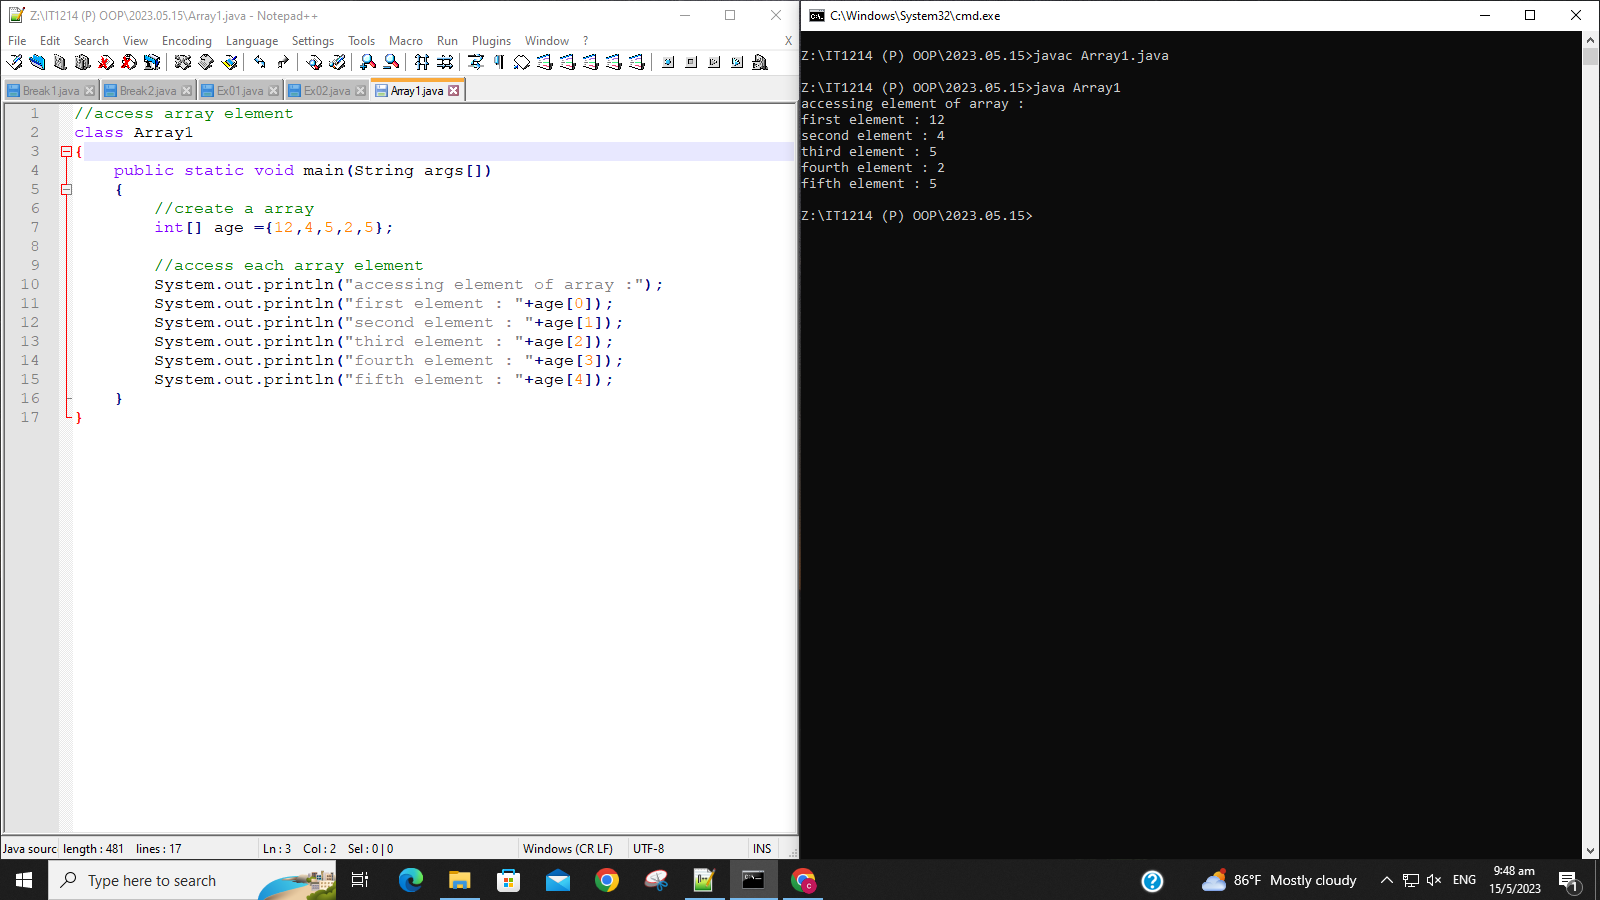 Z:\IT1214 (P) OOP\2023.05.15\Array1.java - Notepad++
File Edit Search View Encoding Language Settings Tools Macro Run Plugins Window ? X
Break1.java Break2.java Ex01.java Ex02.java Array1.java
1 //access array element
2 class Array1
3 {
4 public static void main(String args[])
5 {
6 //create a array
7 int[] age ={12,4,5,2,5};
8
9 //access each array element
10 System.out.println("accessing element of array :");
11 System.out.println("first element : "+age[0]);
12 System.out.println("second element : "+age[1]);
13 System.out.println("third element : "+age[2]);
14 System.out.println("fourth element : "+age[3]);
15 System.out.println("fifth element : "+age[4]);
16 }
17 }
Java sourc length : 481 lines : 17 Ln : 3 Col : 2 Sel : 0 | 0 Windows (CR LF) UTF-8 INS
C:\Windows\System32\cmd.exe
Z:\IT1214 (P) OOP\2023.05.15>javac Array1.java
Z:\IT1214 (P) OOP\2023.05.15>java Array1
accessing element of array :
first element : 12
second element : 4
third element : 5
fourth element : 2
fifth element : 5
Z:\IT1214 (P) OOP\2023.05.15>
Type here to search
86°F Mostly cloudy
ENG
9:48 am
15/5/2023
1